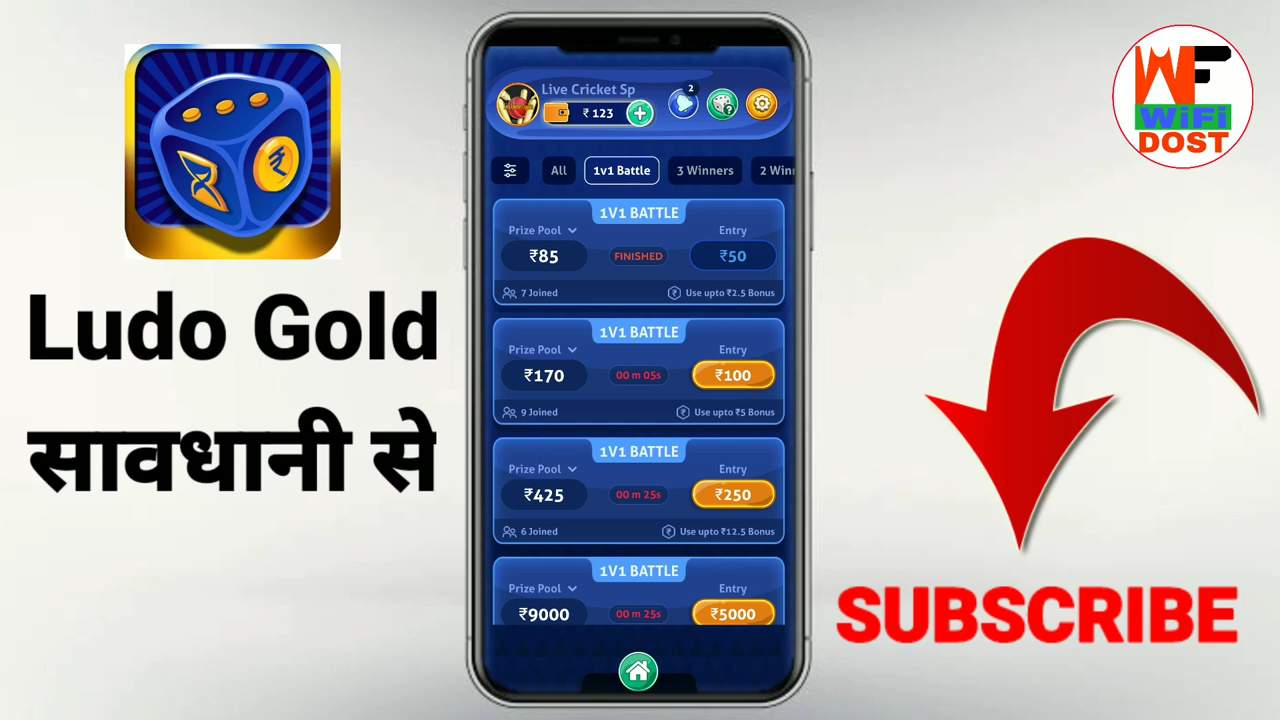 Ludo Gold
सावधानी से
Live Cricket Sp
₹ 123
2
All
1v1 Battle
3 Winners
2 Win
1V1 BATTLE
Prize Pool
Entry
₹85
FINISHED
₹50
7 Joined
Use upto ₹2.5 Bonus
1V1 BATTLE
Prize Pool
Entry
₹170
00 m 05s
₹100
9 Joined
Use upto ₹5 Bonus
1V1 BATTLE
Prize Pool
Entry
₹425
00 m 25s
₹250
6 Joined
Use upto ₹12.5 Bonus
1V1 BATTLE
Prize Pool
Entry
₹9000
00 m 25s
₹5000
WF
WiFi
DOST
SUBSCRIBE